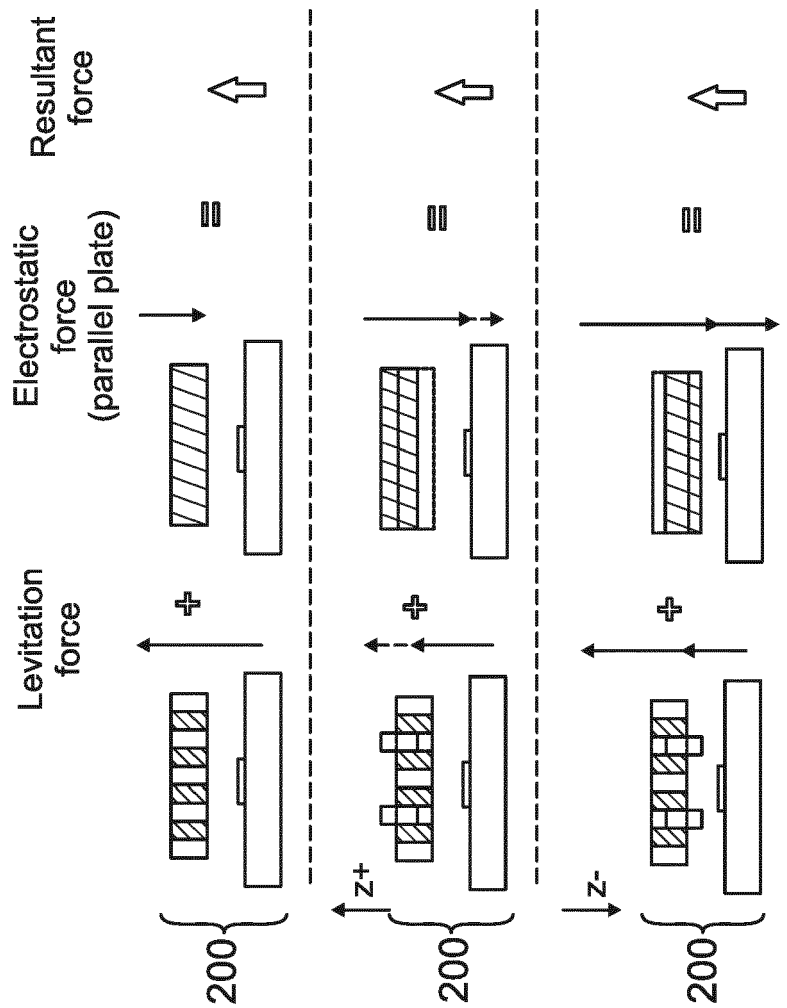 Levitation
force
Electrostatic
force
(parallel plate)
Resultant
force
200
+
=
z+
200
+
=
z-
200
+
=